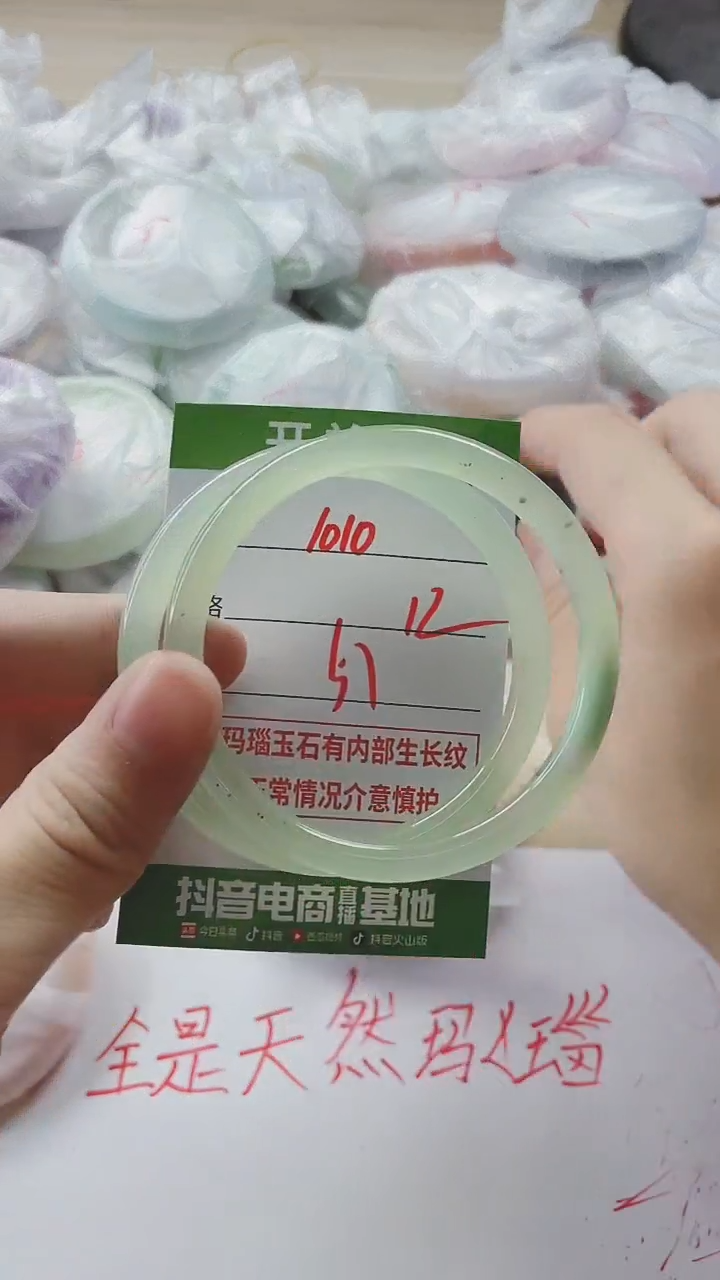 1010
格
12
51
玛瑙玉石有内部生长纹
正常情况介意慎护
抖音电商直播基地
今日头条 抖音 西瓜视频 抖音火山版
全是天然玛瑙